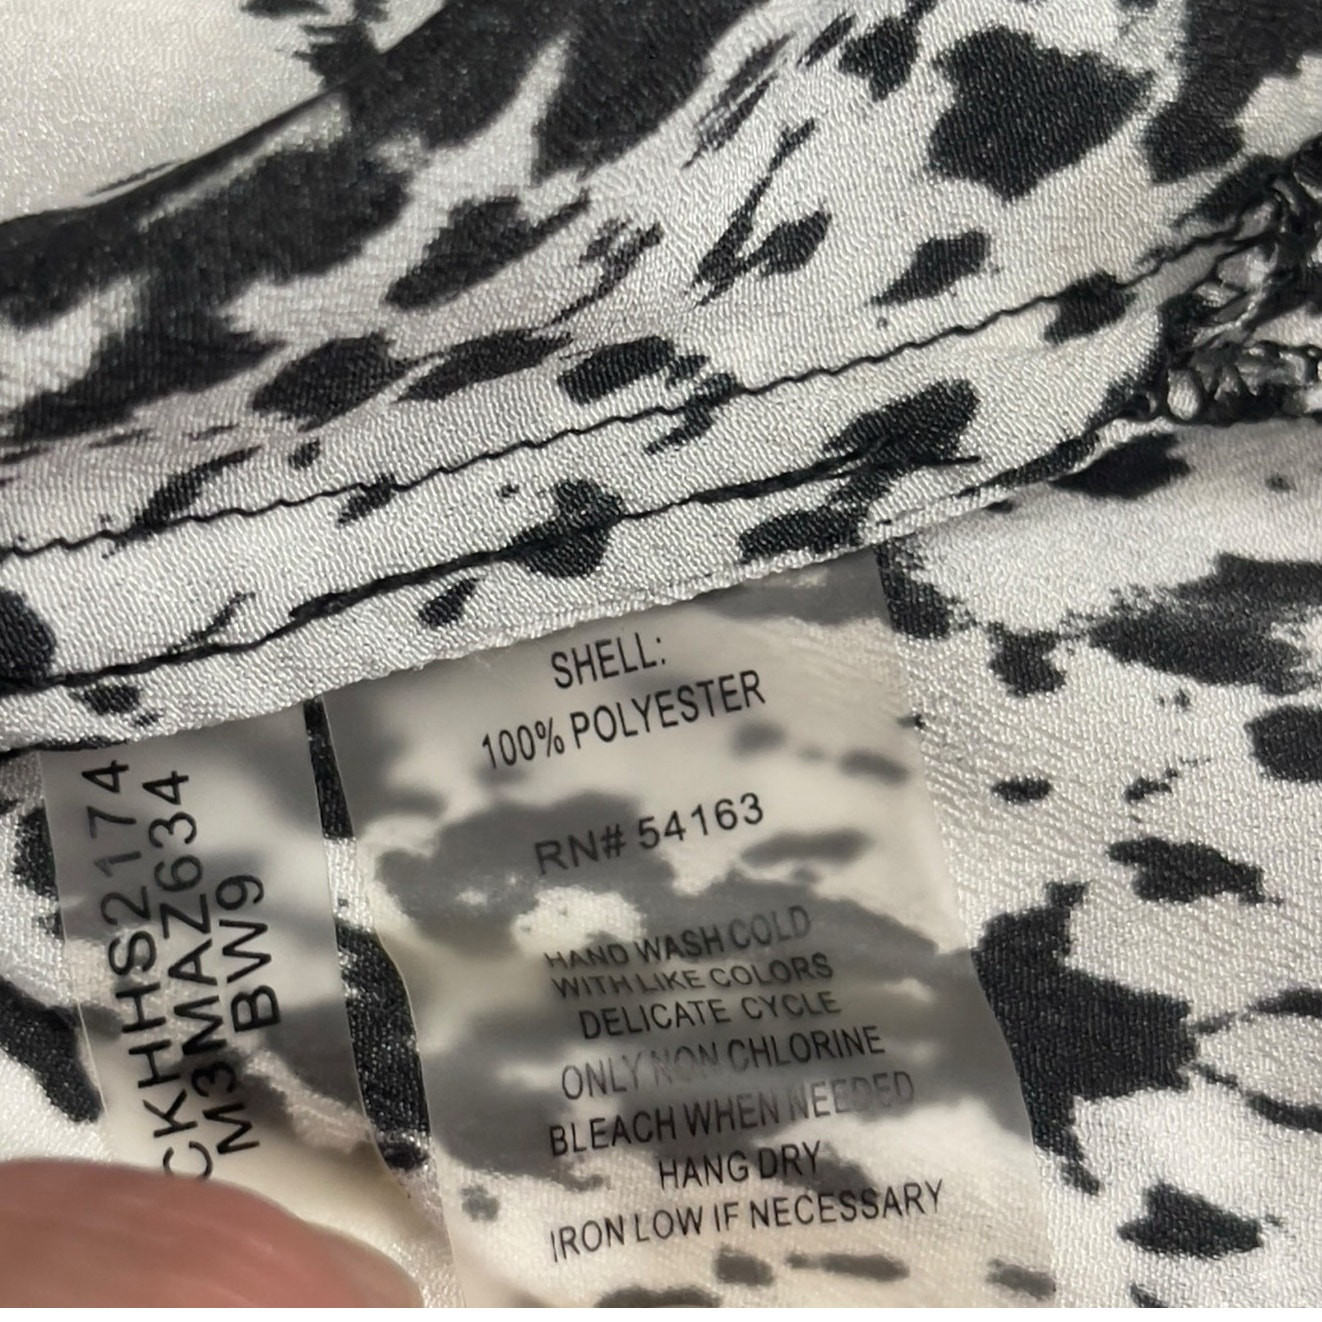 SHELL:
100% POLYESTER
RN# 54163
HAND WASH COLD
WITH LIKE COLORS
DELICATE CYCLE
ONLY NON CHLORINE
BLEACH WHEN NEEDED
HANG DRY
IRON LOW IF NECESSARY
CKHHS2174
M3MAZ634
BW9